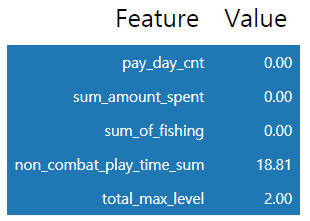 Feature Value
pay_day_cnt 0.00
sum_amount_spent 0.00
sum_of_fishing 0.00
non_combat_play_time_sum 18.81
total_max_level 2.00